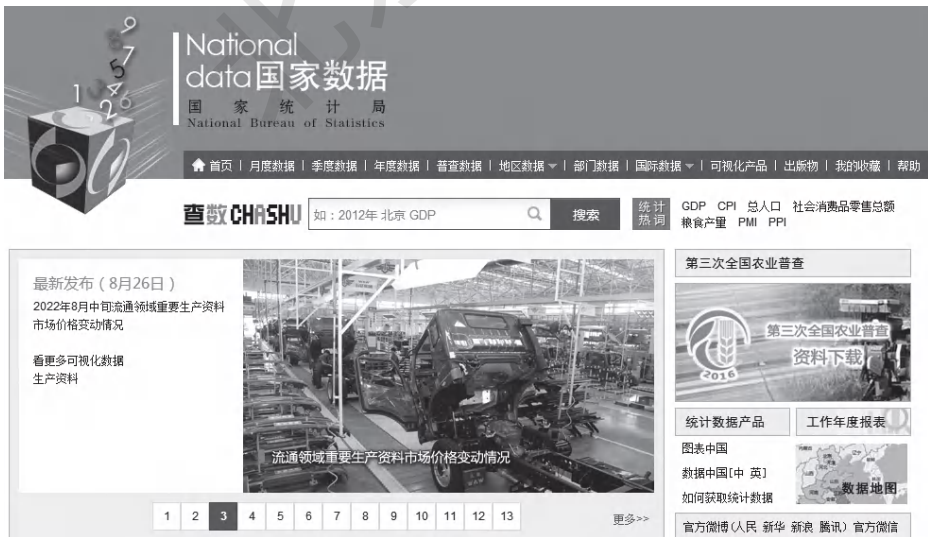 National
data国家数据
国家统计局
National Bureau of Statistics
首页 | 月度数据 | 季度数据 | 年度数据 | 普查数据 | 地区数据 | 部门数据 | 国际数据 | 可视化产品 | 出版物 | 我的收藏 | 帮助
查数CHASHU
如：2012年 北京 GDP
搜索
统计
热词
GDP CPI 总人口 社会消费品零售总额
粮食产量 PMI PPI
最新发布（8月26日）
2022年8月中旬流通领域重要生产资料
市场价格变动情况
看更多可视化数据
生产资料
流通领域重要生产资料市场价格变动情况
1 2 3 4 5 6 7 8 9 10 11 12 13
更多>>
第三次全国农业普查
第三次全国农业普查
资料下载
2016
统计数据产品
工作年度报表
图表中国
数据中国[中 英]
如何获取统计数据
数据地图
官方微博(人民 新华 新浪 腾讯) 官方微信